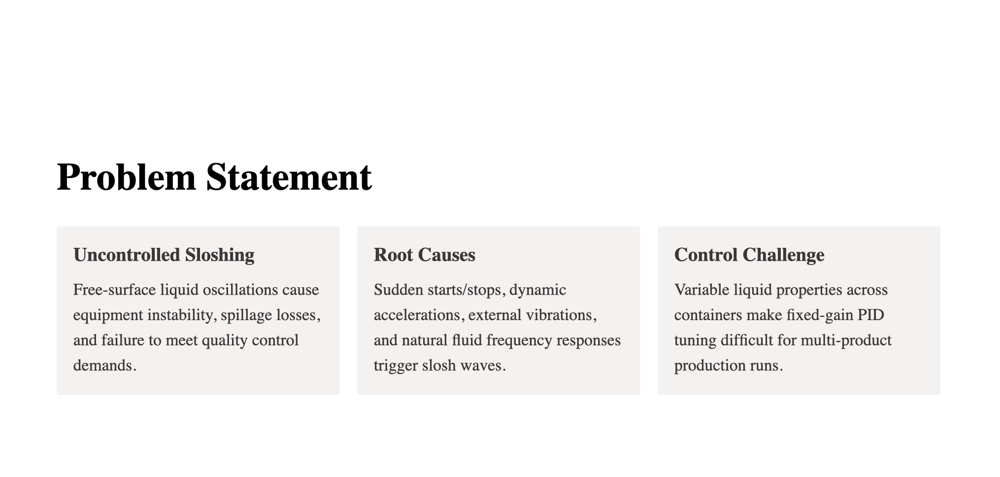 Problem Statement
Uncontrolled Sloshing
Free-surface liquid oscillations cause
equipment instability, spillage losses,
and failure to meet quality control
demands.
Root Causes
Sudden starts/stops, dynamic
accelerations, external vibrations,
and natural fluid frequency responses
trigger slosh waves.
Control Challenge
Variable liquid properties across
containers make fixed-gain PID
tuning difficult for multi-product
production runs.